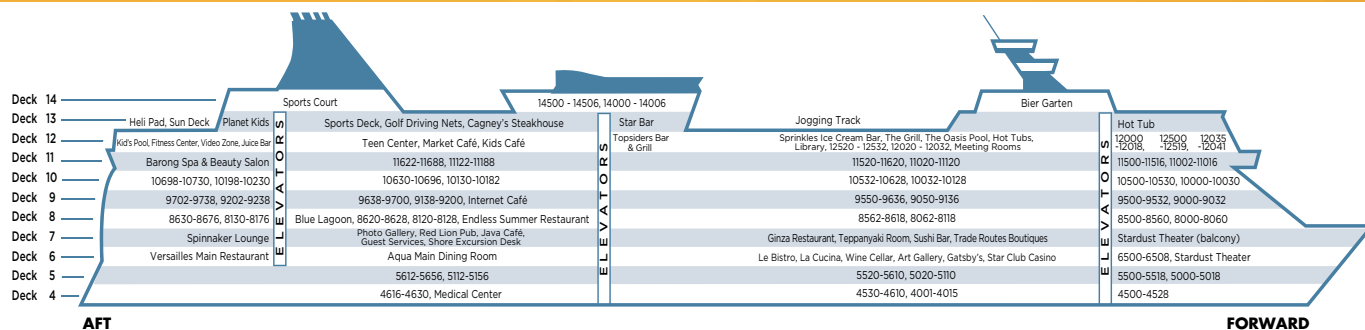 Deck 14
Sports Court
14500 - 14506, 14000 - 14006
Bier Garten
Deck 13
Heli Pad, Sun Deck
Planet Kids
Sports Deck, Golf Driving Nets, Cagney's Steakhouse
Star Bar
Jogging Track
Hot Tub
Deck 12
Kid's Pool, Fitness Center, Video Zone, Juice Bar
Teen Center, Market Café, Kids Café
Topsiders Bar
& Grill
Sprinkles Ice Cream Bar, The Grill, The Oasis Pool, Hot Tubs,
Library, 12520 - 12532, 12020 - 12032, Meeting Rooms
12000 12500 12035
-12018, -12519, -12041
Deck 11
Barong Spa & Beauty Salon
11622-11688, 11122-11188
11520-11620, 11020-11120
11500-11516, 11002-11016
Deck 10
10698-10730, 10198-10230
10630-10696, 10130-10182
10532-10628, 10032-10128
10500-10530, 10000-10030
Deck 9
9702-9738, 9202-9238
9638-9700, 9138-9200, Internet Café
9550-9636, 9050-9136
9500-9532, 9000-9032
Deck 8
8630-8676, 8130-8176
Blue Lagoon, 8620-8628, 8120-8128, Endless Summer Restaurant
8562-8618, 8062-8118
8500-8560, 8000-8060
Deck 7
Spinnaker Lounge
Photo Gallery, Red Lion Pub, Java Café,
Guest Services, Shore Excursion Desk
Ginza Restaurant, Teppanyaki Room, Sushi Bar, Trade Routes Boutiques
Stardust Theater (balcony)
Deck 6
Versailles Main Restaurant
Aqua Main Dining Room
Le Bistro, La Cucina, Wine Cellar, Art Gallery, Gatsby's, Star Club Casino
6500-6508, Stardust Theater
Deck 5
5612-5656, 5112-5156
5520-5610, 5020-5110
5500-5518, 5000-5018
Deck 4
4616-4630, Medical Center
4530-4610, 4001-4015
4500-4528
ELEVATORS
ELEVATORS
ELEVATORS
AFT
FORWARD